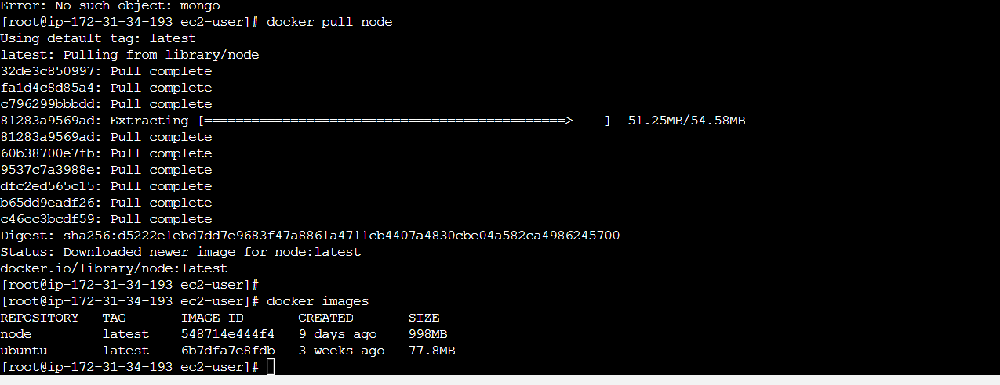 Error: No such object: mongo
[root@ip-172-31-34-193 ec2-user]# docker pull node
Using default tag: latest
latest: Pulling from library/node
32de3c850997: Pull complete
fa1d4c8d85a4: Pull complete
c796299bbbdd: Pull complete
81283a9569ad: Extracting [==============================================>    ]  51.25MB/54.58MB
81283a9569ad: Pull complete
60b38700e7fb: Pull complete
9537c7a3988e: Pull complete
dfc2ed565c15: Pull complete
b65dd9eadf26: Pull complete
c46cc3bcdf59: Pull complete
Digest: sha256:d5222e1ebd7dd7e9683f47a8861a4711cb4407a4830cbe04a582ca4986245700
Status: Downloaded newer image for node:latest
docker.io/library/node:latest
[root@ip-172-31-34-193 ec2-user]#
[root@ip-172-31-34-193 ec2-user]# docker images
REPOSITORY   TAG       IMAGE ID       CREATED       SIZE
node         latest    548714e444f4   9 days ago    998MB
ubuntu       latest    6b7dfa7e8fdb   3 weeks ago   77.8MB
[root@ip-172-31-34-193 ec2-user]#